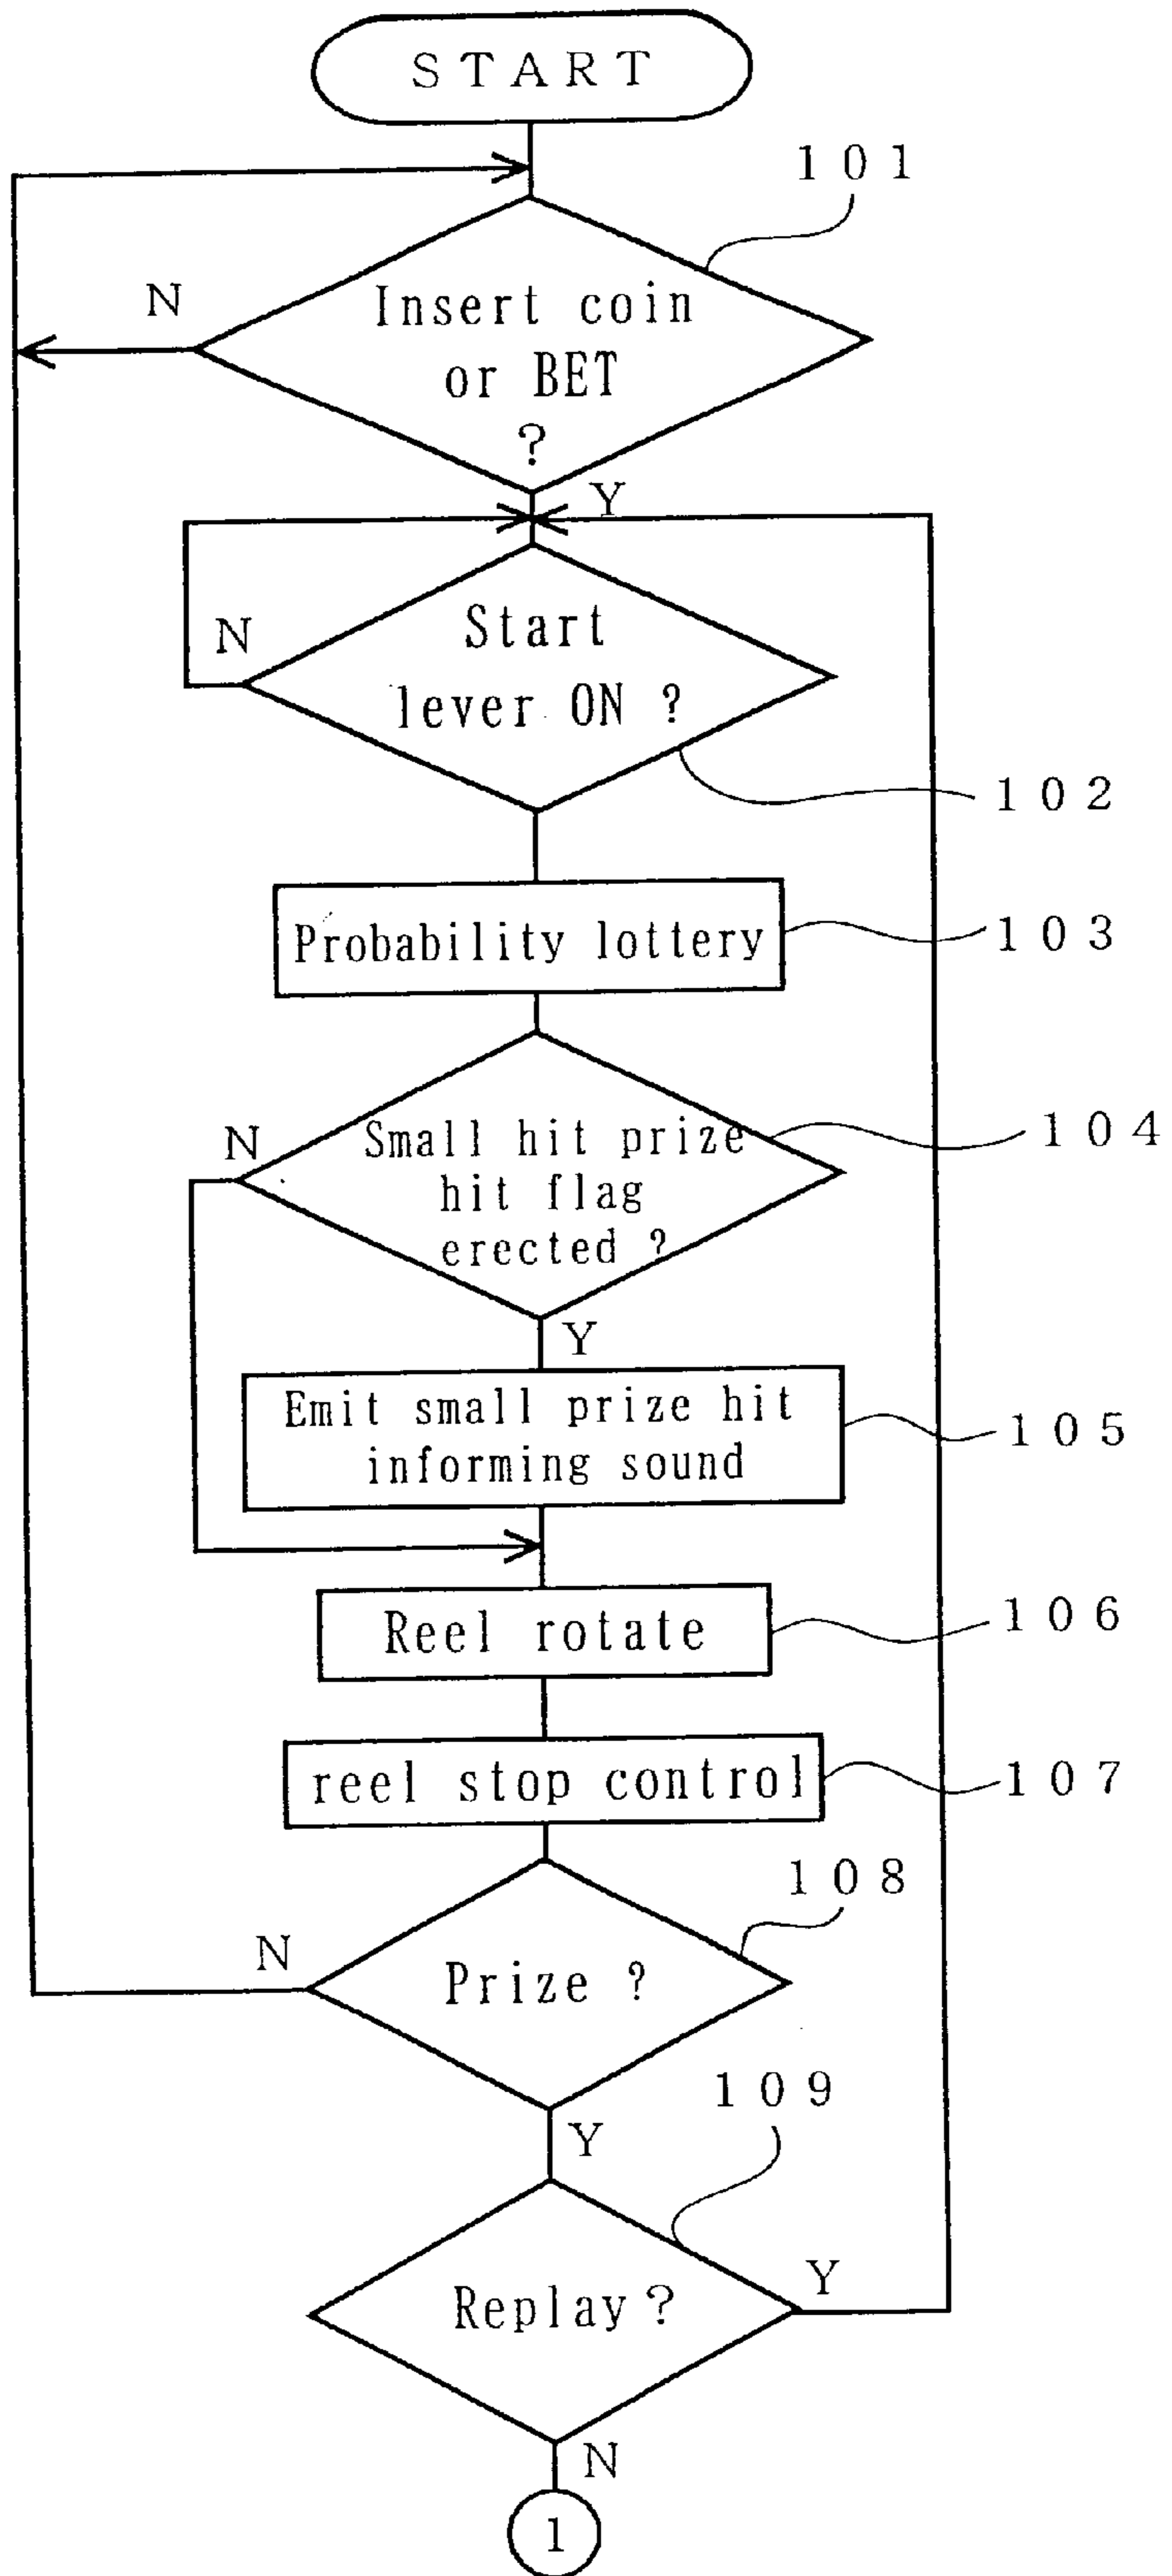 START
101
N
Insert coin
or BET
?
Y
N
Start
lever ON ?
102
Probability lottery
103
N
Small hit prize
hit flag
erected ?
104
Y
Emit small prize hit
informing sound
105
Reel rotate
106
reel stop control
107
108
N
Prize ?
109
Y
Replay ?
Y
N
1